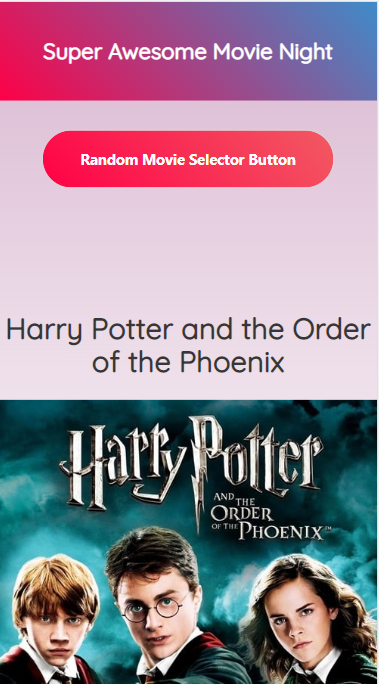 Super Awesome Movie Night
Random Movie Selector Button
Harry Potter and the Order
of the Phoenix
Harry Potter
AND THE
ORDER
OF THE PHOENIX™